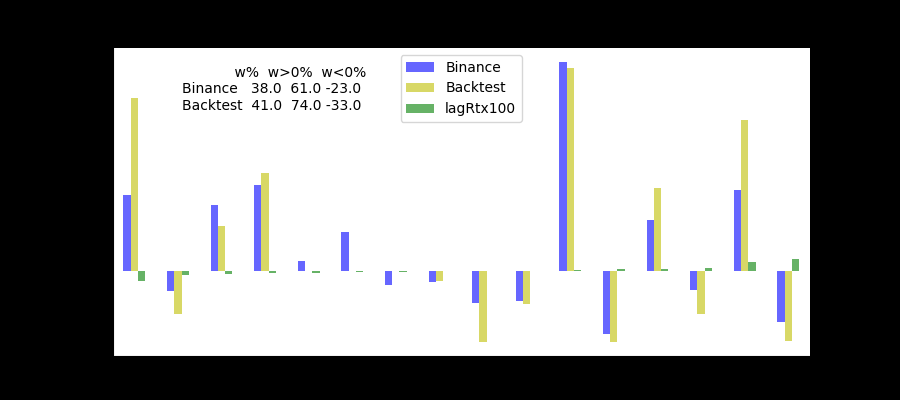 w% w>0% w<0%
Binance 38.0 61.0 -23.0
Backtest 41.0 74.0 -33.0
Binance
Backtest
lagRtx100